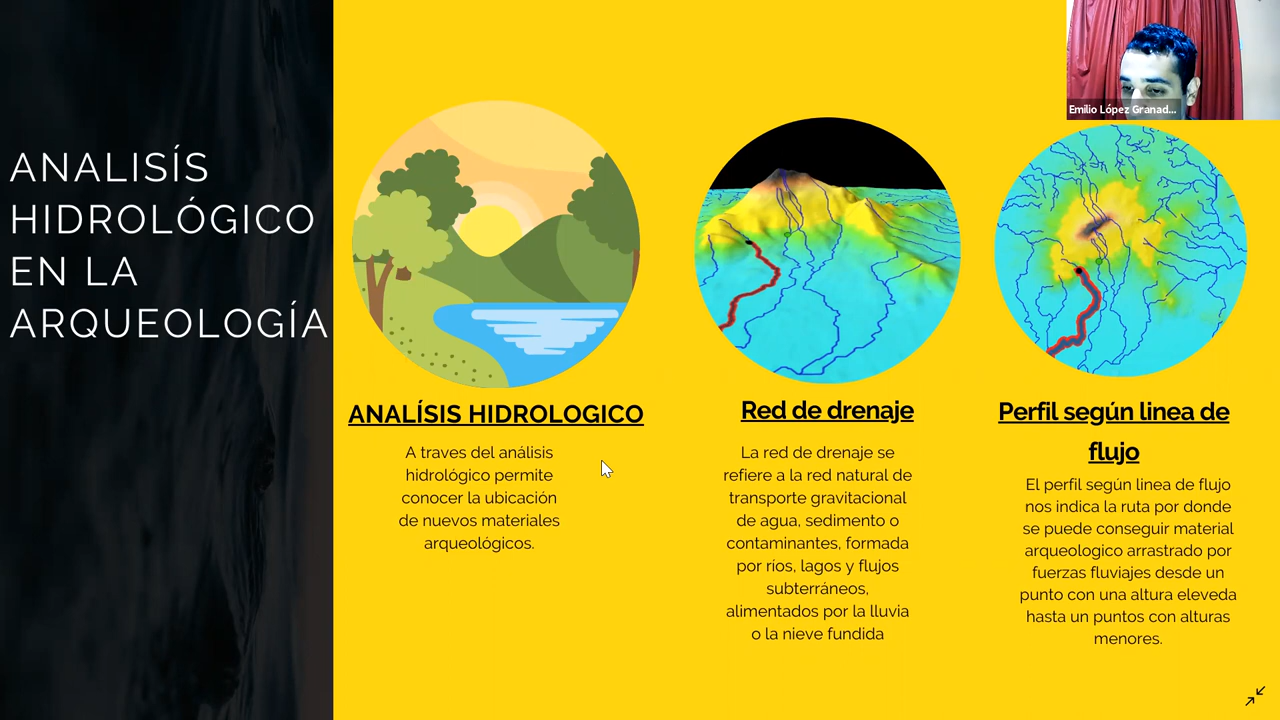 ANALISÍS
HIDROLÓGICO
EN LA
ARQUEOLOGÍA
Emilio López Granad...
ANALÍSIS HIDROLOGICO
A traves del análisis
hidrológico permite
conocer la ubicación
de nuevos materiales
arqueológicos.
Red de drenaje
La red de drenaje se
refiere a la red natural de
transporte gravitacional
de agua, sedimento o
contaminantes, formada
por ríos, lagos y flujos
subterráneos,
alimentados por la lluvia
o la nieve fundida
Perfil según linea de
flujo
El perfil según linea de flujo
nos indica la ruta por donde
se puede conseguir material
arqueologico arrastrado por
fuerzas fluviajes desde un
punto con una altura eleveda
hasta un puntos con alturas
menores.